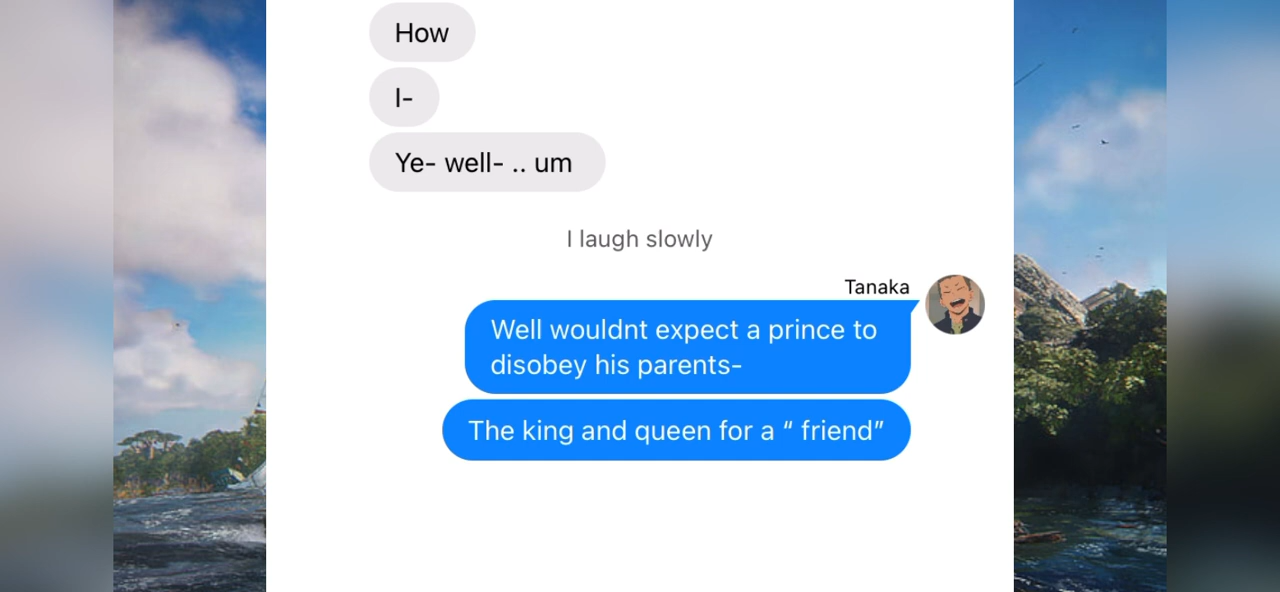 How
I-
Ye- well- .. um
I laugh slowly
Tanaka
Well wouldnt expect a prince to
disobey his parents-
The king and queen for a “ friend”